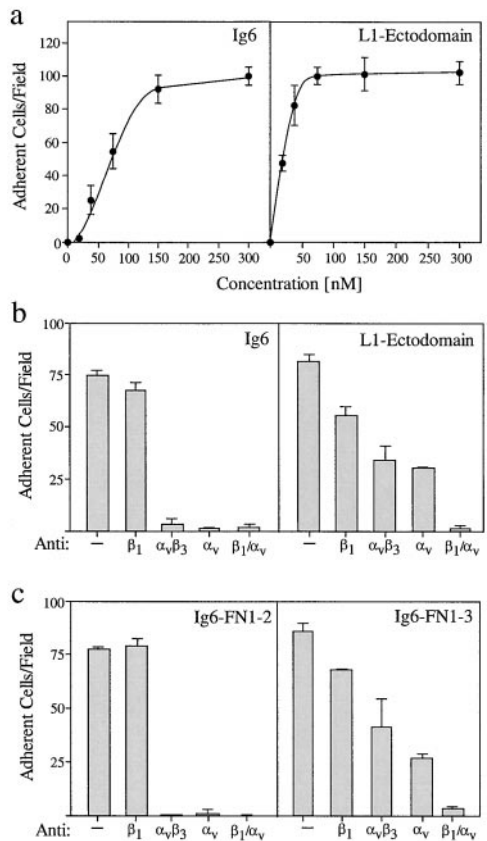 a
Ig6
L1-Ectodomain
Adherent Cells/Field
120
100
80
60
40
20
0
0 50 100 150 200 250 300
50 100 150 200 250 300
Concentration [nM]
b
Ig6
L1-Ectodomain
Adherent Cells/Field
100
75
50
25
Anti: — β1 αvβ3 αv β1/αv
— β1 αvβ3 αv β1/αv
c
Ig6-FN1-2
Ig6-FN1-3
Adherent Cells/Field
100
75
50
25
Anti: — β1 αvβ3 αv β1/αv
— β1 αvβ3 αv β1/αv